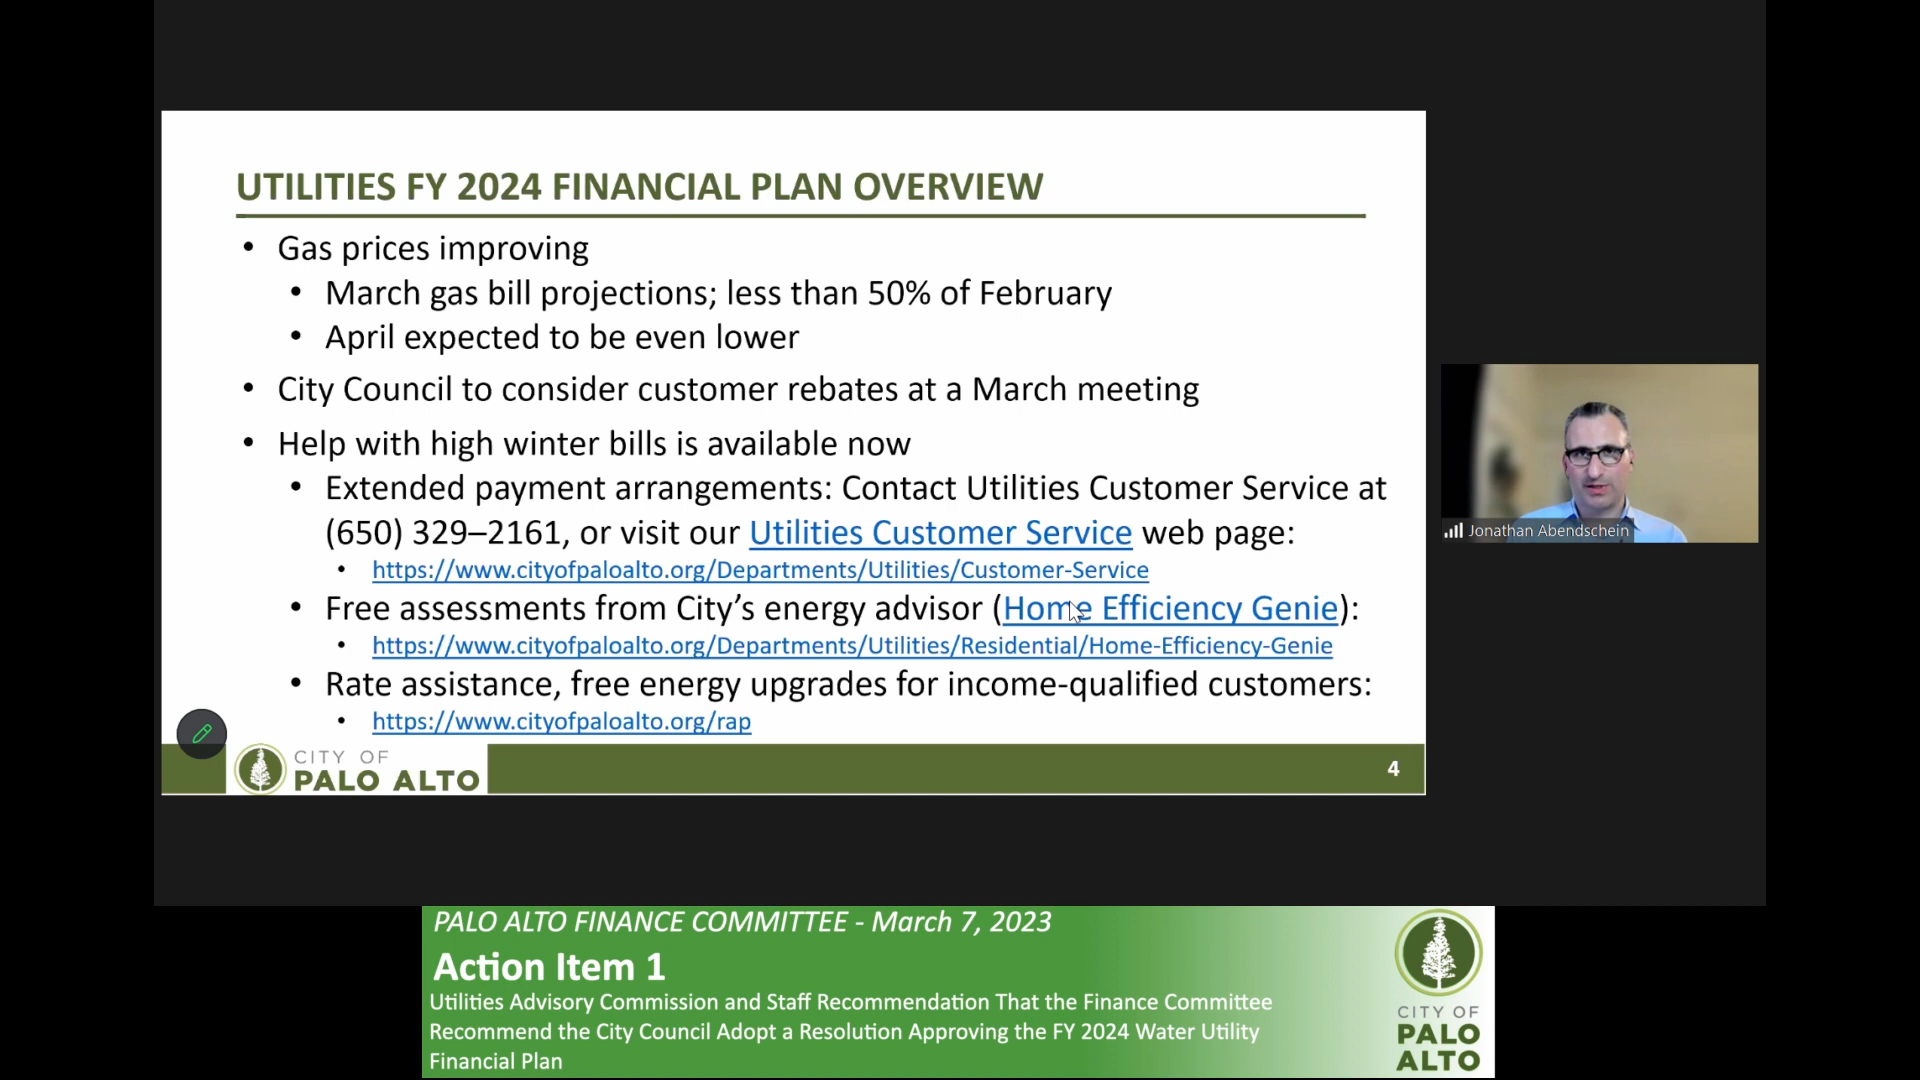 UTILITIES FY 2024 FINANCIAL PLAN OVERVIEW
• Gas prices improving
• March gas bill projections; less than 50% of February
• April expected to be even lower
• City Council to consider customer rebates at a March meeting
• Help with high winter bills is available now
• Extended payment arrangements: Contact Utilities Customer Service at
(650) 329–2161, or visit our Utilities Customer Service web page:
• https://www.cityofpaloalto.org/Departments/Utilities/Customer-Service
• Free assessments from City’s energy advisor (Home Efficiency Genie):
• https://www.cityofpaloalto.org/Departments/Utilities/Residential/Home-Efficiency-Genie
• Rate assistance, free energy upgrades for income-qualified customers:
• https://www.cityofpaloalto.org/rap
CITY OF
PALO ALTO
4
Jonathan Abendschein
PALO ALTO FINANCE COMMITTEE - March 7, 2023
Action Item 1
Utilities Advisory Commission and Staff Recommendation That the Finance Committee
Recommend the City Council Adopt a Resolution Approving the FY 2024 Water Utility
Financial Plan
CITY OF
PALO
ALTO